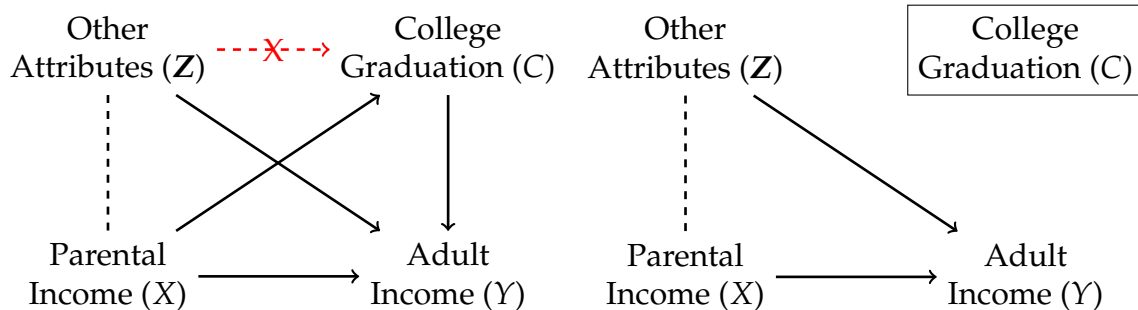 Other
Attributes (Z)
X
College
Graduation (C)
Parental
Income (X)
Adult
Income (Y)
Other
Attributes (Z)
College
Graduation (C)
Parental
Income (X)
Adult
Income (Y)